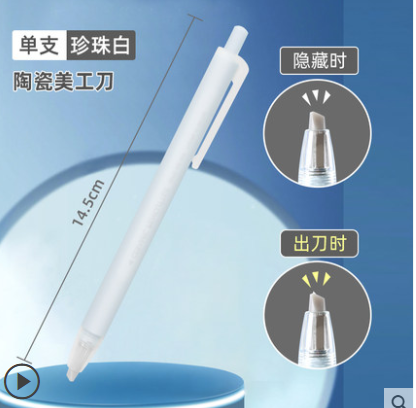 单支 珍珠白
陶瓷美工刀
隐藏时
14.5cm
出刀时